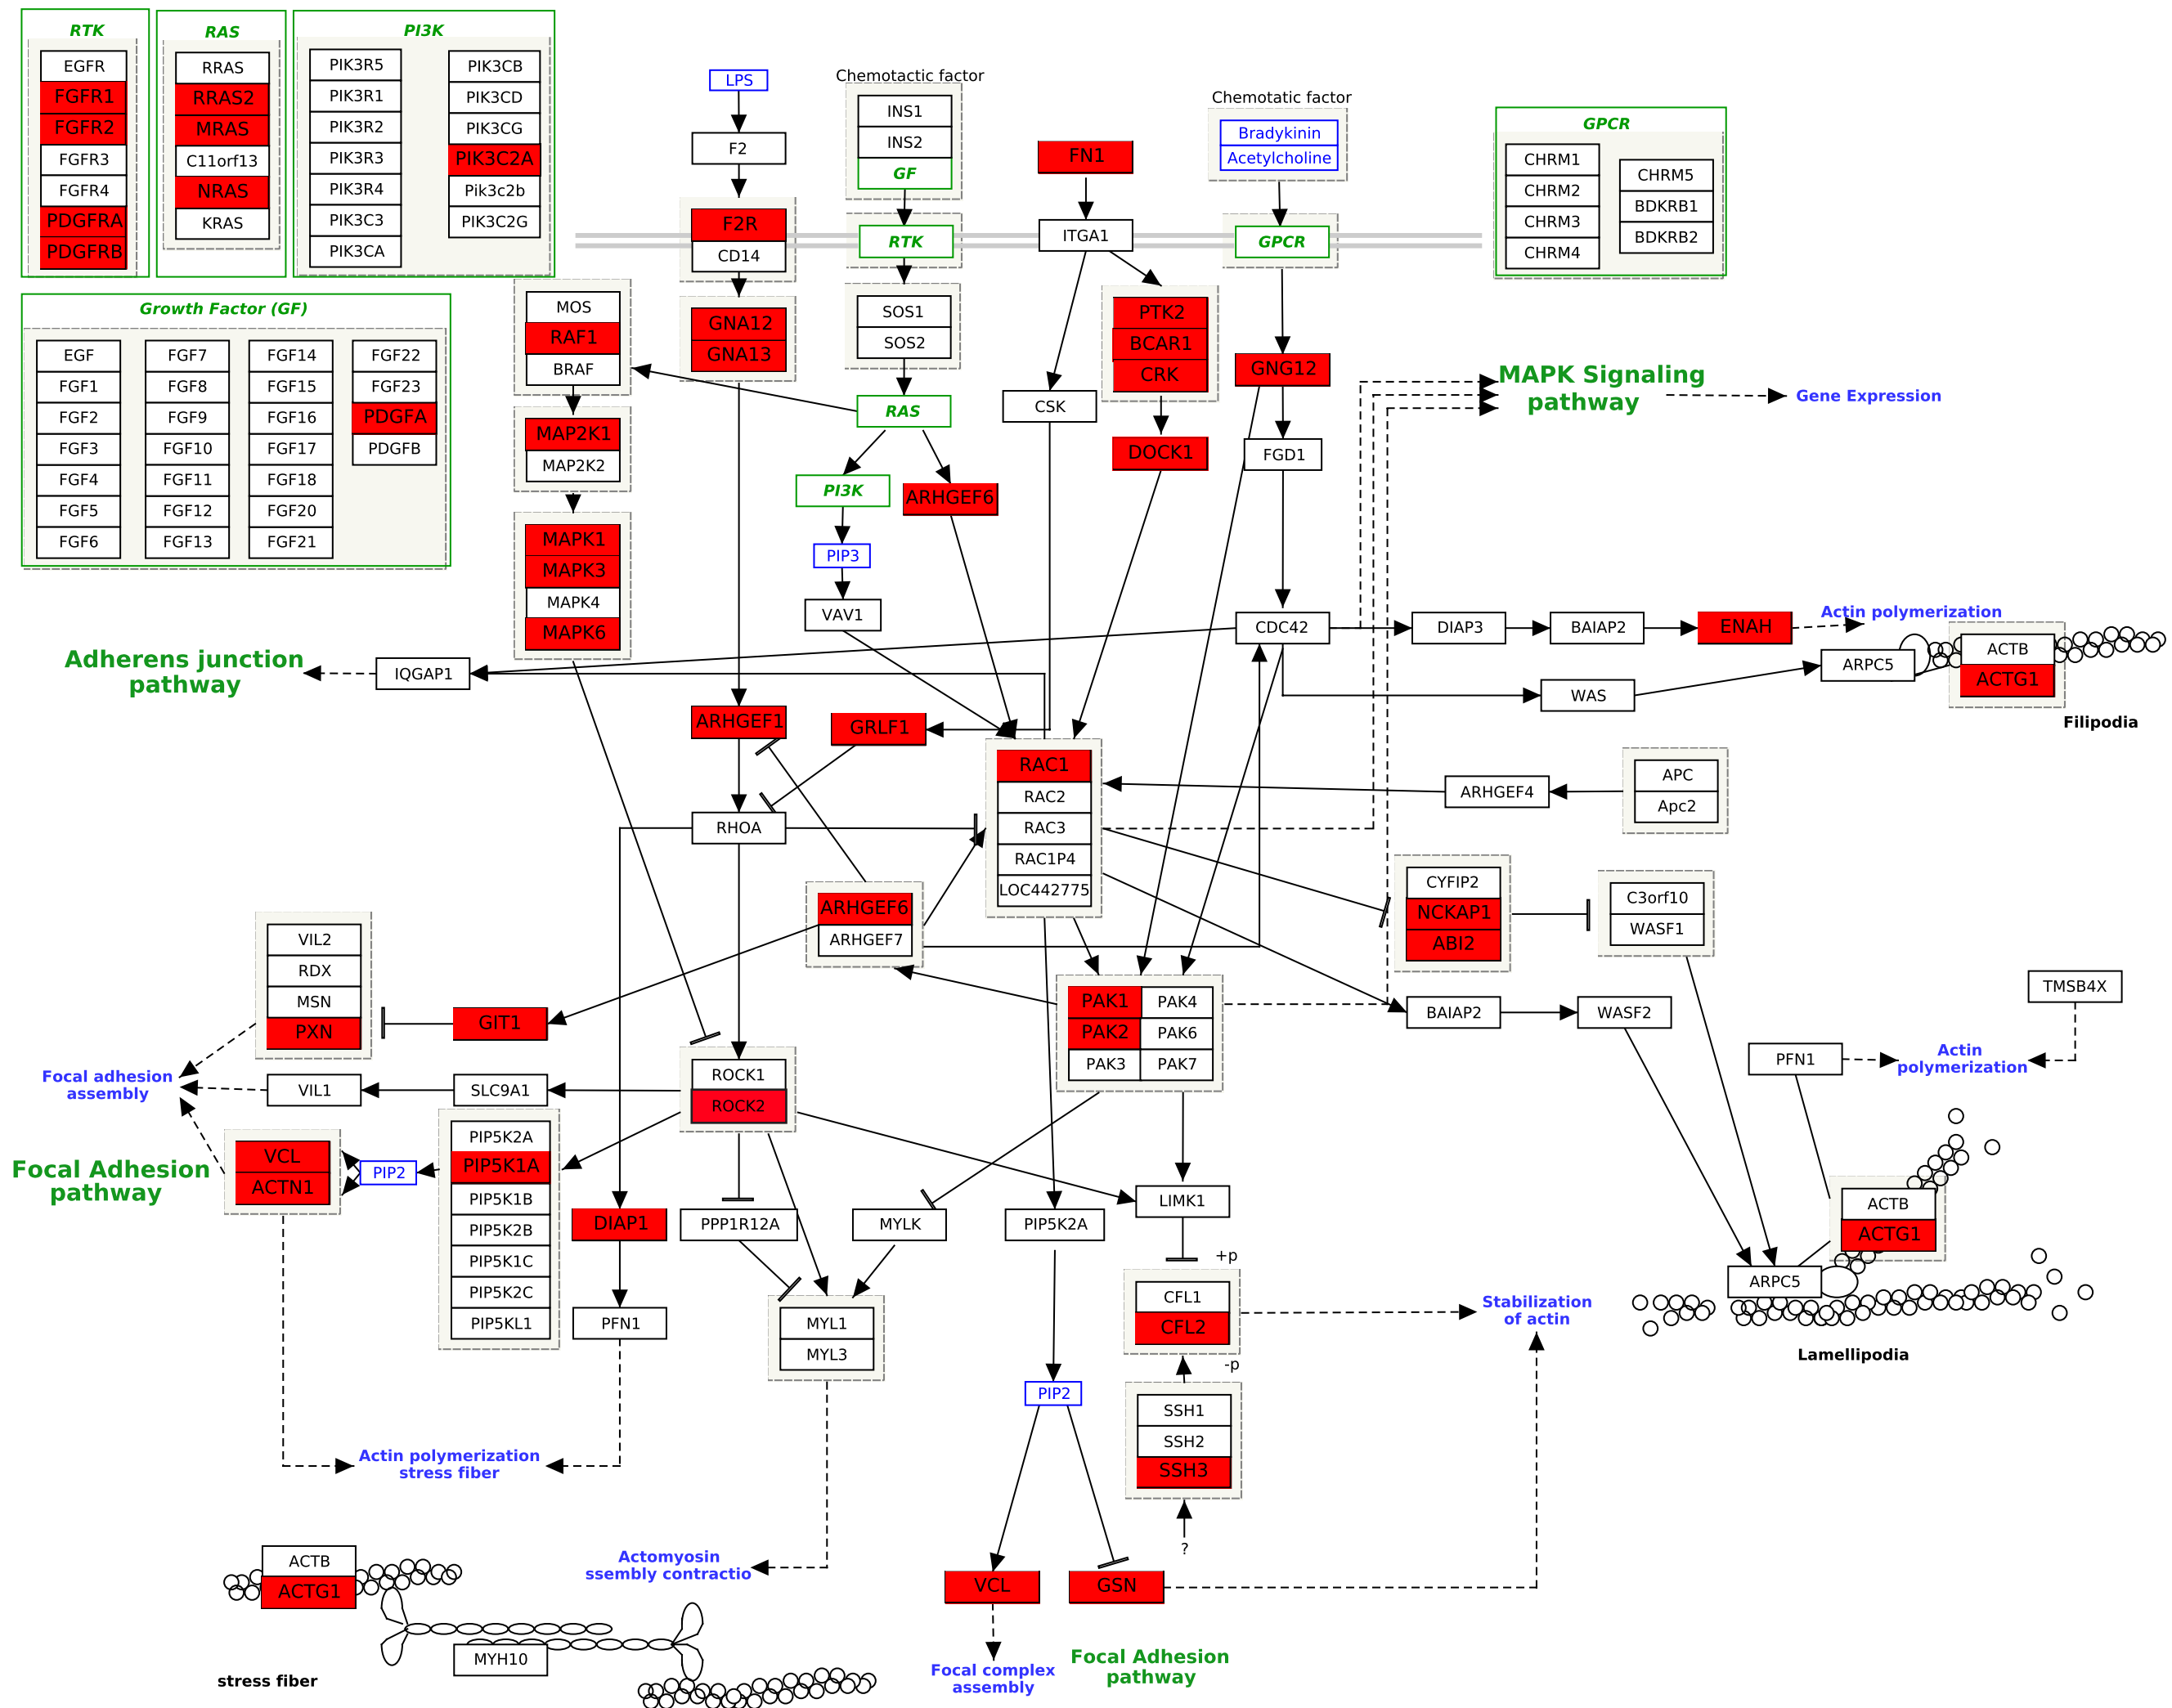 RTK
EGFR
FGFR1
FGFR2
FGFR3
FGFR4
PDGFRA
PDGFRB
RAS
RRAS
RRAS2
MRAS
C11orf13
NRAS
KRAS
PI3K
PIK3R5
PIK3R1
PIK3R2
PIK3R3
PIK3R4
PIK3C3
PIK3CA
PIK3CB
PIK3CD
PIK3CG
PIK3C2A
Pik3c2b
PIK3C2G
Growth Factor (GF)
EGF
FGF1
FGF2
FGF3
FGF4
FGF5
FGF6
FGF7
FGF8
FGF9
FGF10
FGF11
FGF12
FGF13
FGF14
FGF15
FGF16
FGF17
FGF18
FGF20
FGF21
FGF22
FGF23
PDGFA
PDGFB
LPS
F2
F2R
CD14
GNA12
GNA13
Chemotactic factor
INS1
INS2
GF
RTK
SOS1
SOS2
RAS
PI3K
ARHGEF6
PIP3
VAV1
MOS
RAF1
BRAF
MAP2K1
MAP2K2
MAPK1
MAPK3
MAPK4
MAPK6
FN1
ITGA1
CSK
PTK2
BCAR1
CRK
DOCK1
Chemotatic factor
Bradykinin
Acetylcholine
GPCR
GNG12
FGD1
CDC42
GPCR
CHRM1
CHRM2
CHRM3
CHRM4
CHRM5
BDKRB1
BDKRB2
MAPK Signaling
pathway
Gene Expression
DIAP3
BAIAP2
ENAH
Actin polymerization
WAS
ARPC5
ACTB
ACTG1
Filipodia
Adherens junction
pathway
IQGAP1
ARHGEF1
GRLF1
RHOA
RAC1
RAC2
RAC3
RAC1P4
LOC442775
ARHGEF4
APC
Apc2
CYFIP2
NCKAP1
ABI2
C3orf10
WASF1
ARHGEF6
ARHGEF7
VIL2
RDX
MSN
PXN
GIT1
PAK1
PAK2
PAK3
PAK4
PAK6
PAK7
BAIAP2
WASF2
TMSB4X
PFN1
Actin
polymerization
Focal adhesion
assembly
VIL1
SLC9A1
ROCK1
ROCK2
Focal Adhesion
pathway
VCL
ACTN1
PIP2
PIP5K2A
PIP5K1A
PIP5K1B
PIP5K2B
PIP5K1C
PIP5K2C
PIP5KL1
DIAP1
PFN1
PPP1R12A
MYLK
MYL1
MYL3
PIP5K2A
LIMK1
+p
CFL1
CFL2
-p
SSH1
SSH2
SSH3
?
Stabilization
of actin
ACTB
ACTG1
ARPC5
Lamellipodia
PIP2
Actin polymerization
stress fiber
Actomyosin
ssembly contractio
VCL
GSN
Focal complex
assembly
Focal Adhesion
pathway
ACTB
ACTG1
MYH10
stress fiber